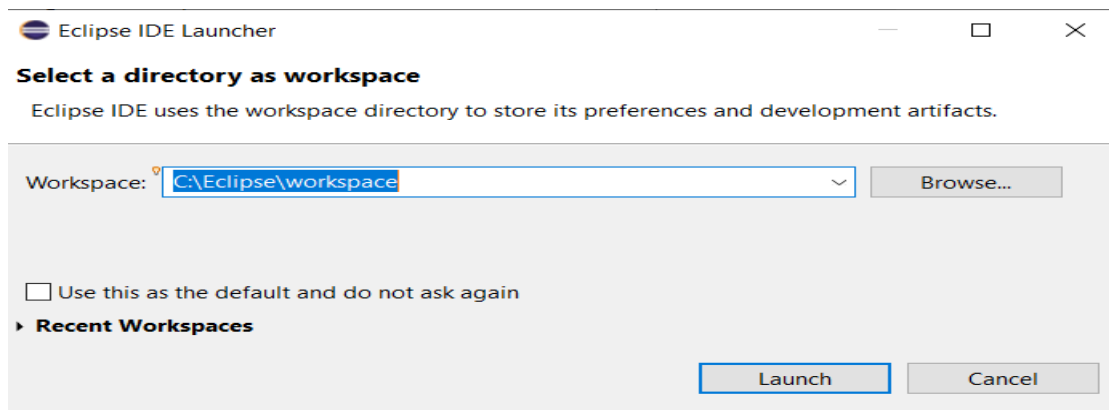 Eclipse IDE Launcher
Select a directory as workspace
Eclipse IDE uses the workspace directory to store its preferences and development artifacts.
Workspace: C:\Eclipse\workspace Browse...
Use this as the default and do not ask again
Recent Workspaces
Launch Cancel